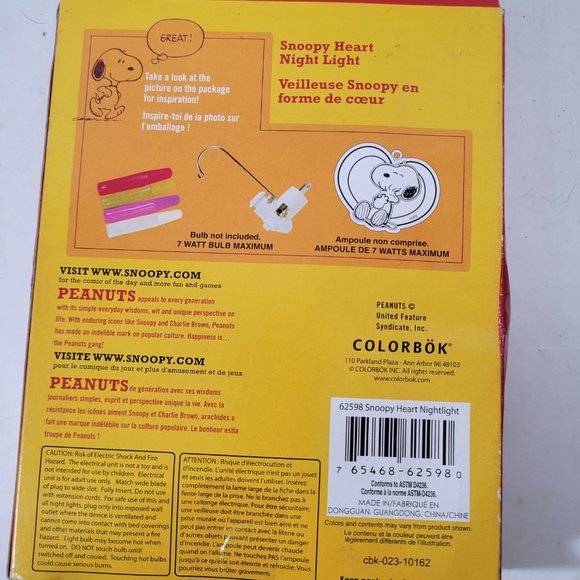 GREAT!
Snoopy Heart
Night Light
Veilleuse Snoopy en
forme de cœur
Take a look at the
picture on the package
for inspiration!
Inspire-toi de la photo sur
l'emballage !
Bulb not included.
7 WATT BULB MAXIMUM
Ampoule non comprise.
AMPOULE DE 7 WATTS MAXIMUM
VISIT WWW.SNOOPY.COM
for the comic of the day and more fun and games
PEANUTS appeals to every generation
with its simple everyday wisdoms, wit and unique perspective on
life. With enduring icons like Snoopy and Charlie Brown, Peanuts
has made an indelible mark on popular culture. Happiness is...
the Peanuts gang!
VISITE WWW.SNOOPY.COM
pour le comique du jour et plus d'amusement et de jeux
PEANUTS de génération avec ses wisdoms
journaliers simples, esprit et perspective unique la vie. Avec la
résistance les icônes aiment Snoopy et Charlie Brown, arachides a
fait une marque indélébile sur la culture populaire. Le bonheur estla
troupe de Peanuts !
PEANUTS ©
United Feature
Syndicate, Inc.
COLORBÖK®
110 Parkland Plaza - Ann Arbor MI 48103
© COLORBÖK INC. All rights reserved.
www.colorbok.com
62598 Snoopy Heart Nightlight
7 65468-62598 0
Conforms to ASTM D4236.
Conforme à la norme ASTM-D4236.
MADE IN/FABRIQUÉ EN
DONGGUAN, GUANGDONG, CHINA/CHINE
Colors and contents may vary from product shown.
Le contenu et la couleur peuvent être
légèrement différents de l'illustration.
cbk-023-10162
CAUTION: Risk of Electric Shock And Fire
Hazard. The electrical unit is not a toy and is
not intended for use by children. Electrical
unit is for adult use only. Match wide blade
of plug to wide slot. Fully Insert. Do not use
with extension cords. For safe use of this and
all night lights, plug only into exposed wall
outlet where the device is ventilated and
cannot come into contact with bed coverings
and other materials that may present a fire
hazard. Light bulb may become hot when
turned on. DO NOT touch bulb until
switched off and cooled. Touching hot bulbs
could cause serious burns.
ATTENTION : Risque d'électrocution et
d'incendie. L'unité électrique n'est pas un jouet
et seuls les adultes doivent l'utiliser. Insérez
complètement la lame large de la fiche dans la
fente large de la prise. Ne le branchez pas à
une rallonge électrique. Pour être sécuritaire,
une veilleuse doit être branchée dans une
prise murale où l'appareil est bien aéré et ne
peut pas entrer en contact avec la literie ou
d'autres objets pouvant présenter un danger
d'incendie. L'ampoule peut devenir chaude
quand on l'allume. Ne touchez PAS l'ampoule
jusqu'à ce qu'elle soit éteinte et refroidie. Vous
pourriez vous brûler gravement.